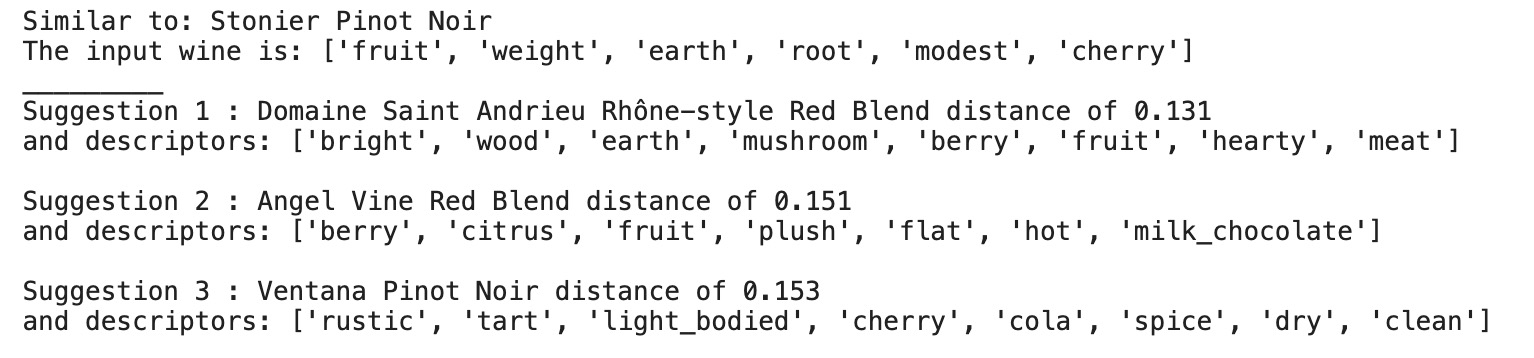 Similar to: Stonier Pinot Noir
The input wine is: ['fruit', 'weight', 'earth', 'root', 'modest', 'cherry']
_________
Suggestion 1 : Domaine Saint Andrieu Rhône-style Red Blend distance of 0.131
and descriptors: ['bright', 'wood', 'earth', 'mushroom', 'berry', 'fruit', 'hearty', 'meat']
Suggestion 2 : Angel Vine Red Blend distance of 0.151
and descriptors: ['berry', 'citrus', 'fruit', 'plush', 'flat', 'hot', 'milk_chocolate']
Suggestion 3 : Ventana Pinot Noir distance of 0.153
and descriptors: ['rustic', 'tart', 'light_bodied', 'cherry', 'cola', 'spice', 'dry', 'clean']